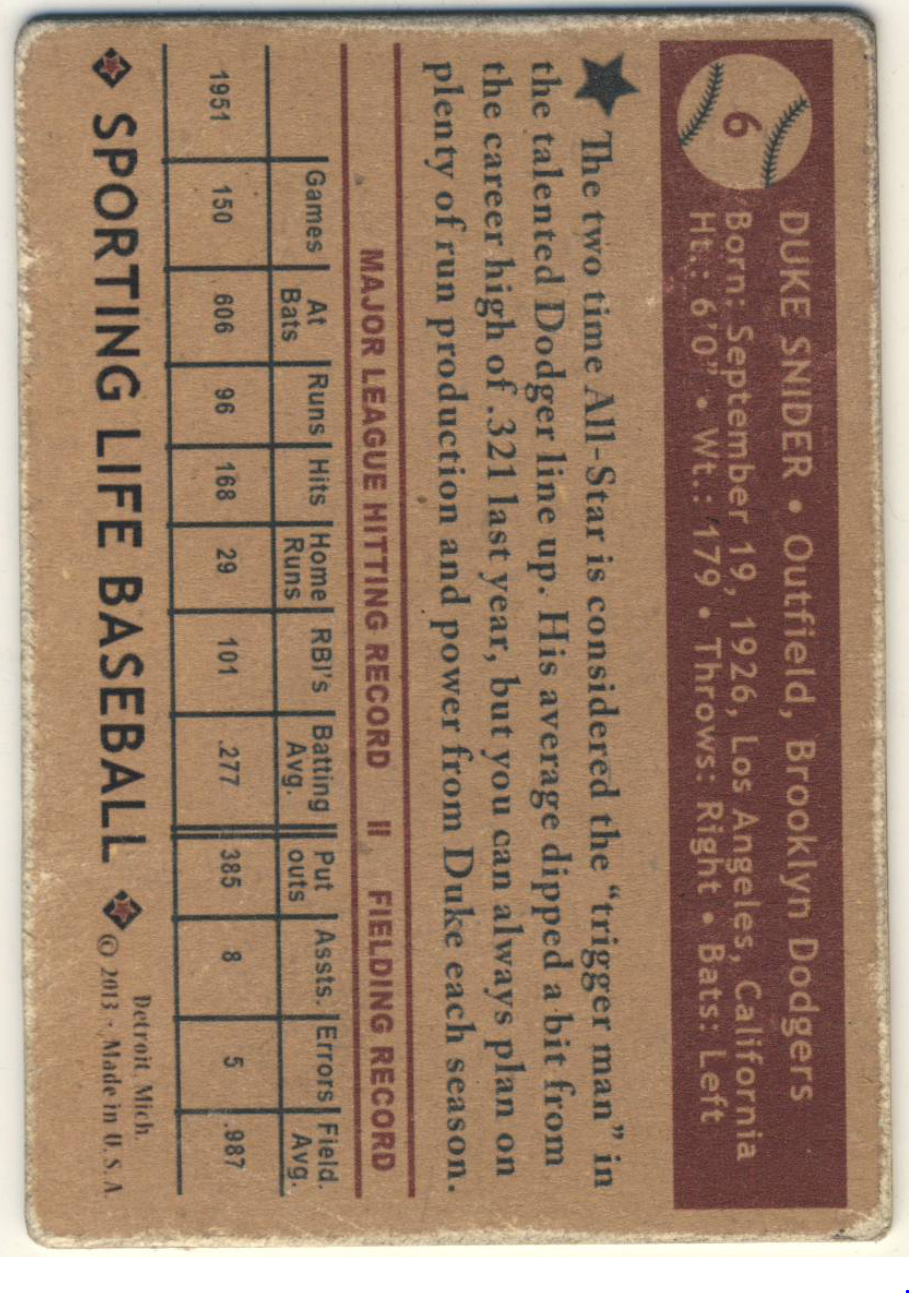 6
DUKE SNIDER • Outfield, Brooklyn Dodgers
Born: September 19, 1926, Los Angeles, California
Ht.: 6'0" • Wt.: 179 • Throws: Right • Bats: Left
The two time All-Star is considered the “trigger man” in
the talented Dodger line up. His average dipped a bit from
the career high of .321 last year, but you can always plan on
plenty of run production and power from Duke each season.
MAJOR LEAGUE HITTING RECORD II FIELDING RECORD
Games At Bats Runs Hits Home Runs RBI's Batting Avg. Put outs Assts. Errors Field. Avg.
1951 150 606 96 168 29 101 .277 385 8 5 .987
SPORTING LIFE BASEBALL
Detroit, Mich.
© 2013 • Made in U.S.A.